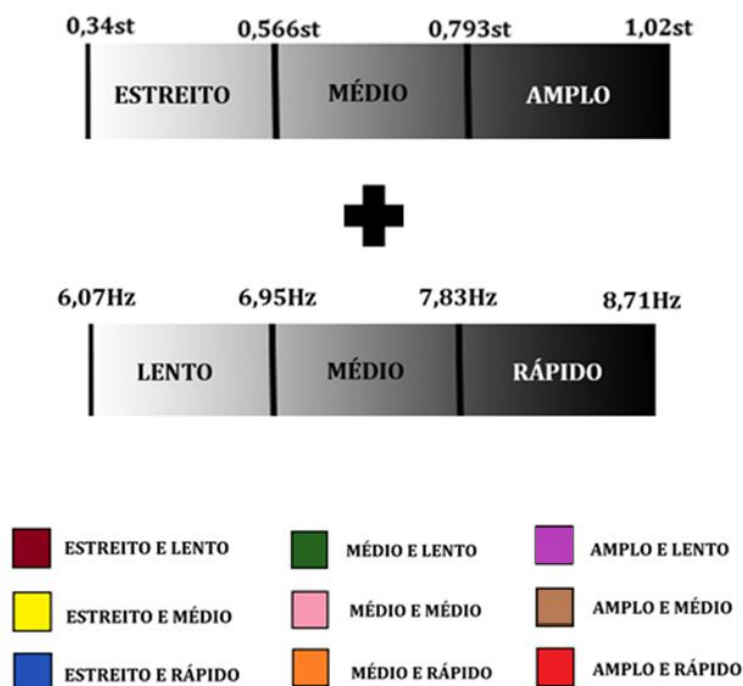 0,34st 0,566st 0,793st 1,02st
ESTREITO MÉDIO AMPLO
6,07Hz 6,95Hz 7,83Hz 8,71Hz
LENTO MÉDIO RÁPIDO
ESTREITO E LENTO MÉDIO E LENTO AMPLO E LENTO
ESTREITO E MÉDIO MÉDIO E MÉDIO AMPLO E MÉDIO
ESTREITO E RÁPIDO MÉDIO E RÁPIDO AMPLO E RÁPIDO